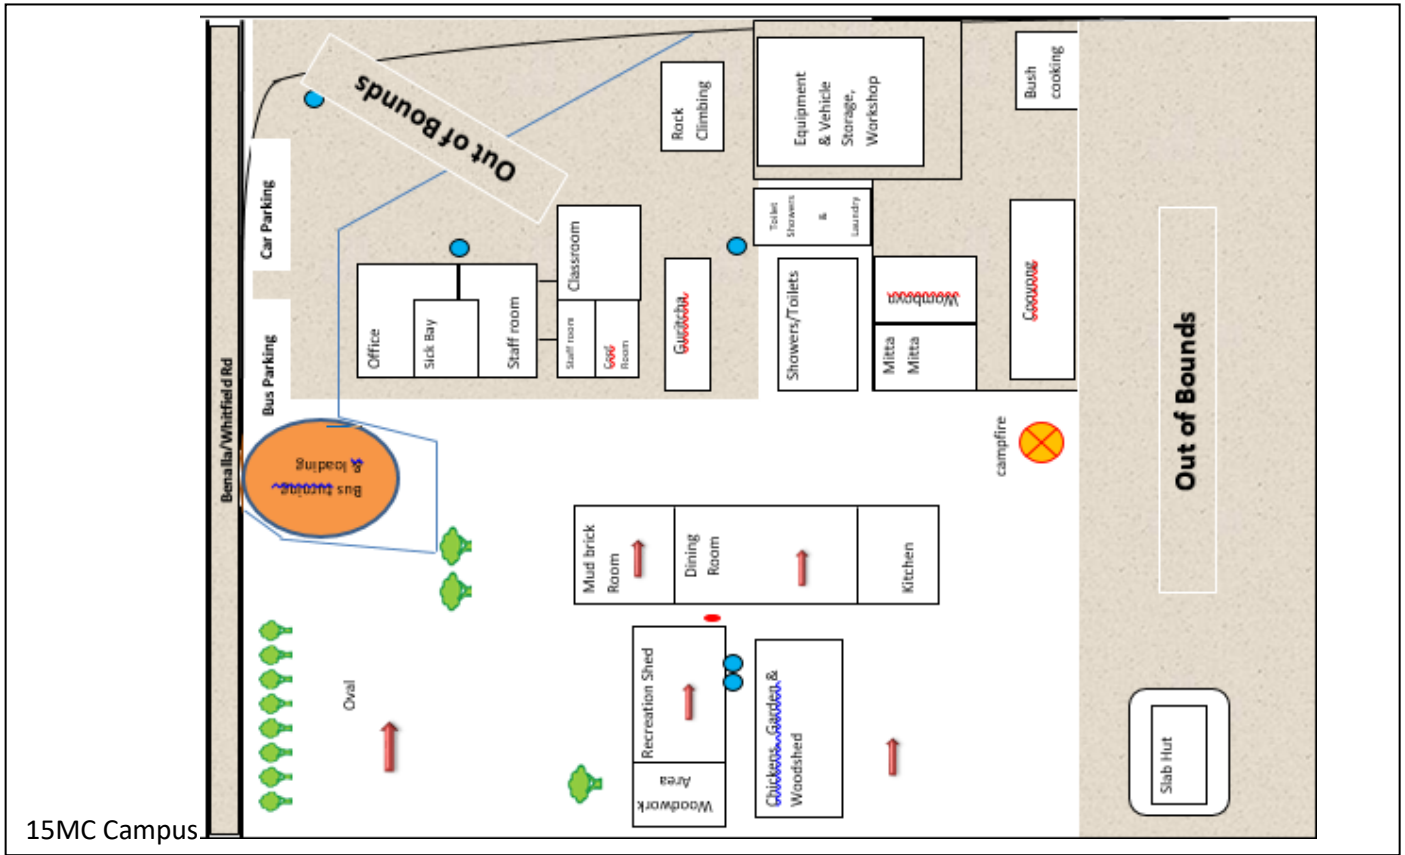 Benalla/Whitfield Rd
Car Parking
Bus Parking
Out of Bounds
Rock
Climbing
Equipment
& Vehicle
Storage,
Workshop
Bush
cooking
Toilet
Showers
&
Laundry
Office
Sick Bay
Staff room
Classroom
Staff room
Cool
Room
Guritcha
Showers/Toilets
Womboyn
Mitta
Mitta
Cooyong
Bus turning
& loading
campfire
Out of Bounds
Mud brick
Room
Dining
Room
Kitchen
Oval
Recreation Shed
Woodwork
Area
Chickens, Garden &
Woodshed
Slab Hut
15MC Campus